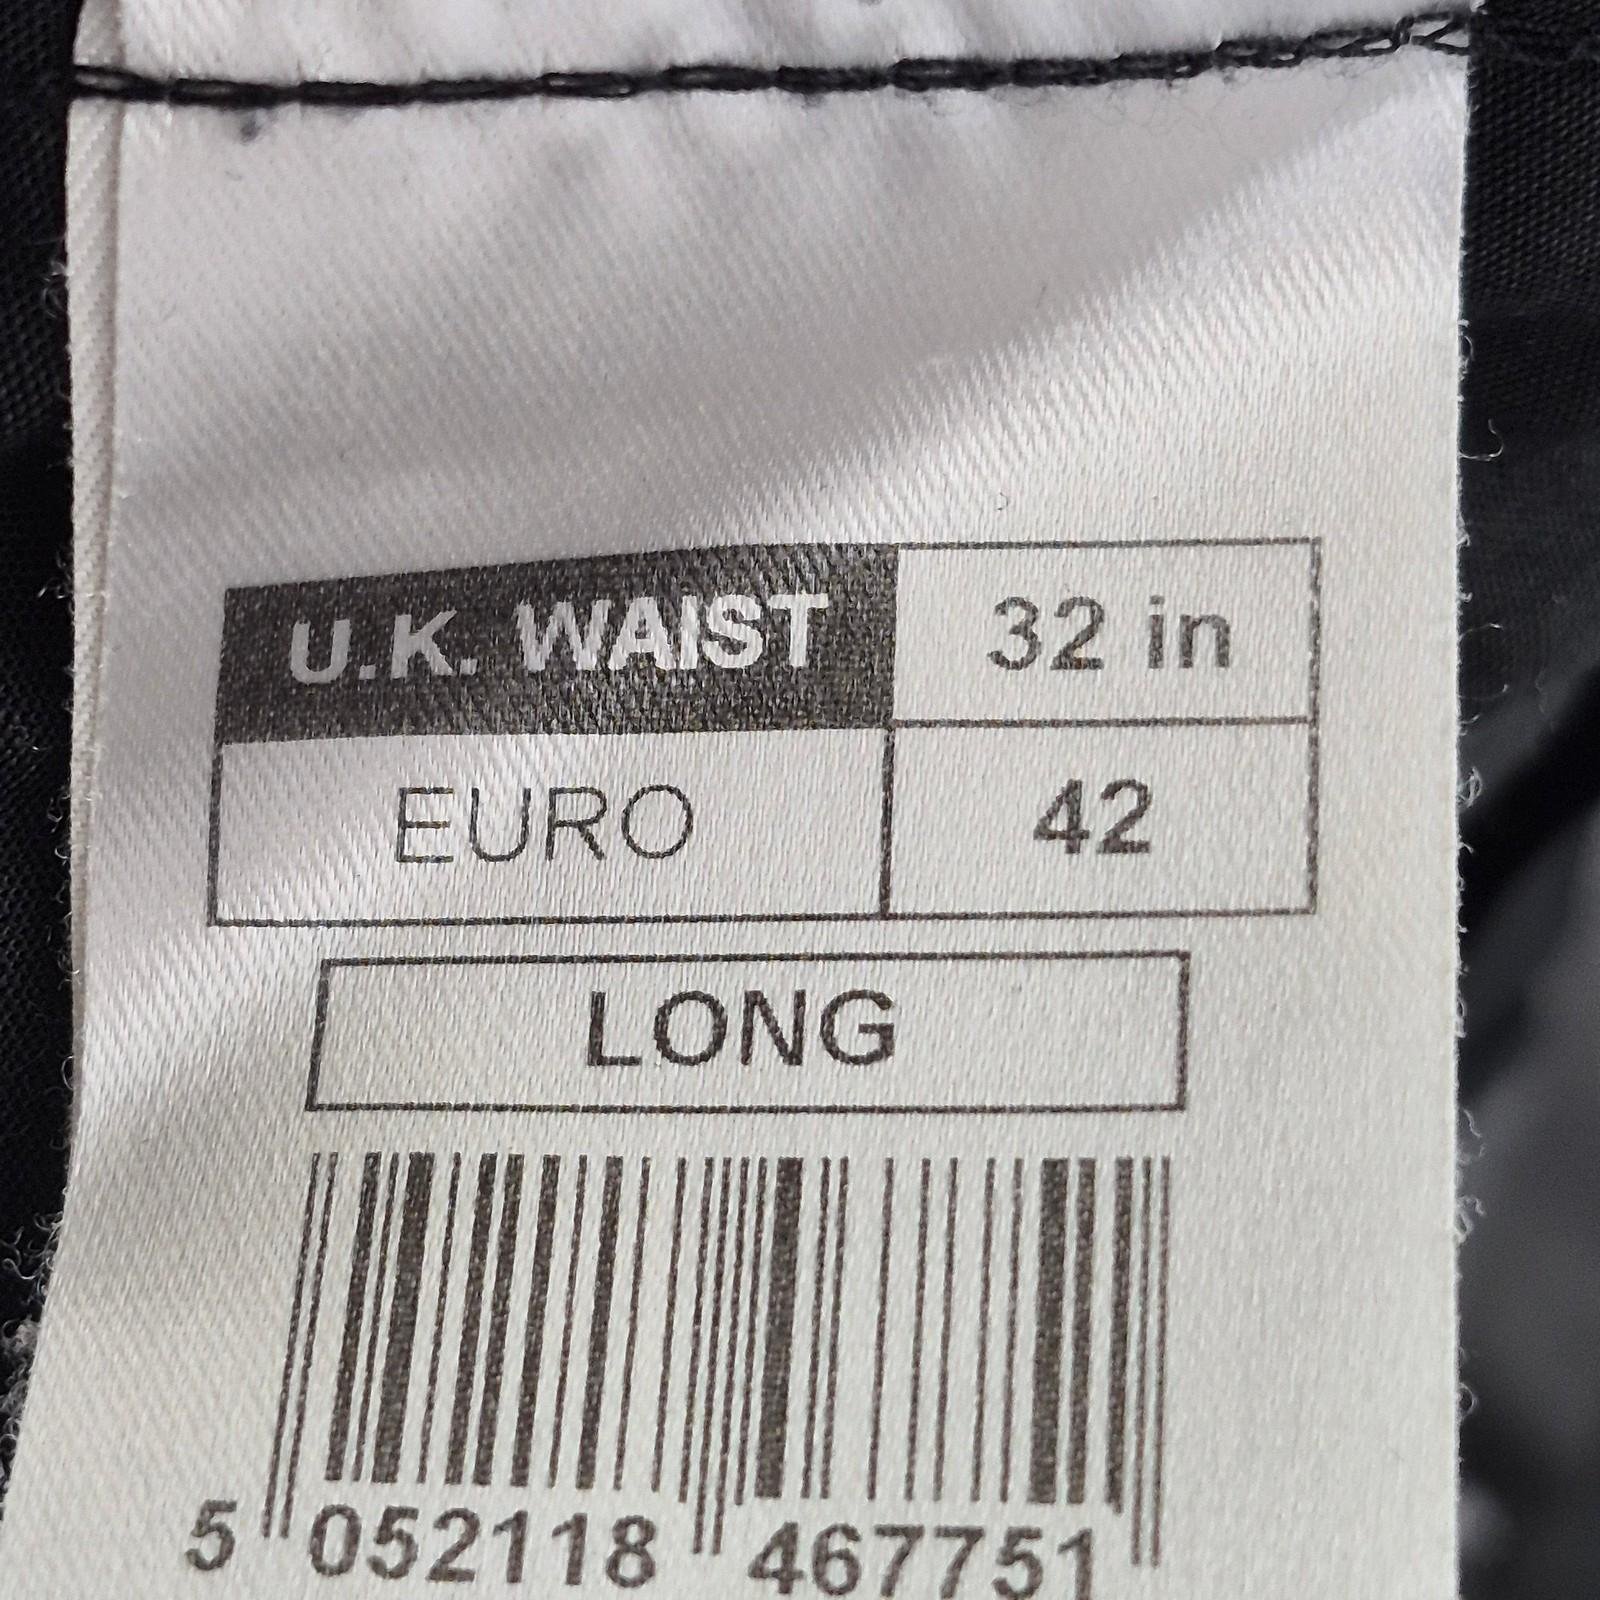 U.K. WAIST 32 in
EURO 42
LONG
5 052118 467751